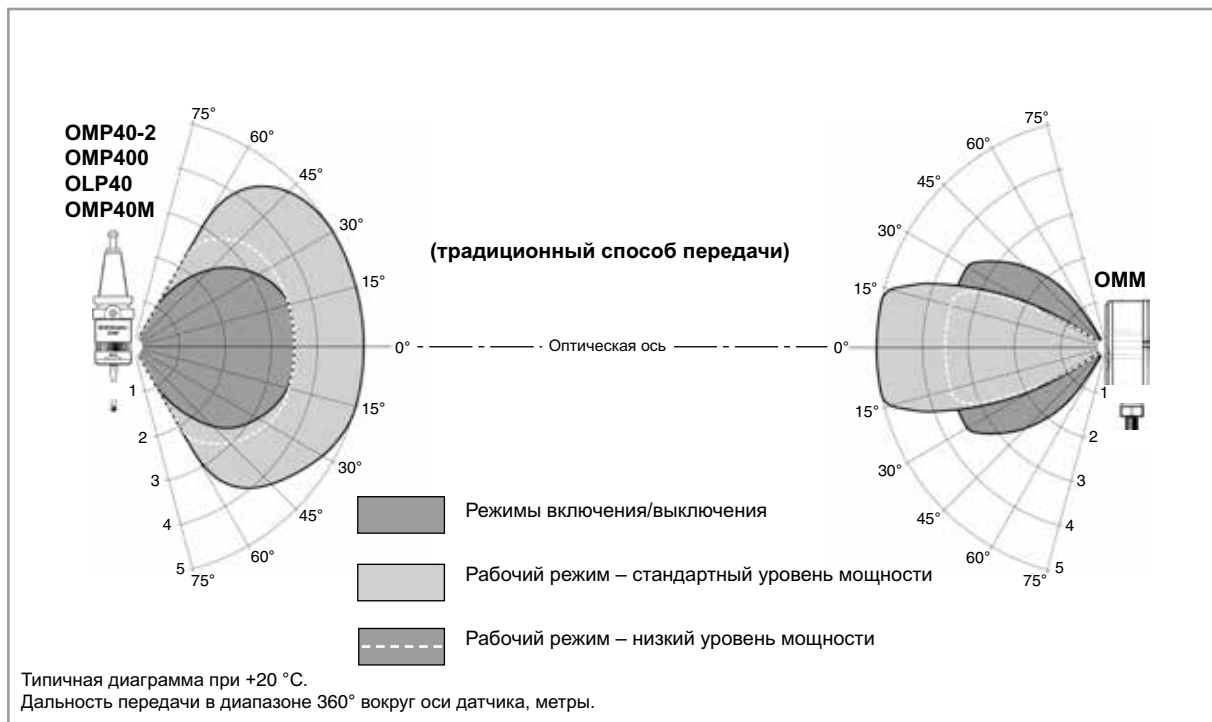 OMP40-2
OMP400
OLP40
OMP40M
75°
60°
45°
30°
15°
0°
15°
30°
45°
60°
75°
1
2
3
4
5
(традиционный способ передачи)
Оптическая ось
75°
60°
45°
30°
15°
0°
15°
30°
45°
60°
75°
1
2
3
4
5
OMM
Режимы включения/выключения
Рабочий режим – стандартный уровень мощности
Рабочий режим – низкий уровень мощности
Типичная диаграмма при +20 °C.
Дальность передачи в диапазоне 360° вокруг оси датчика, метры.